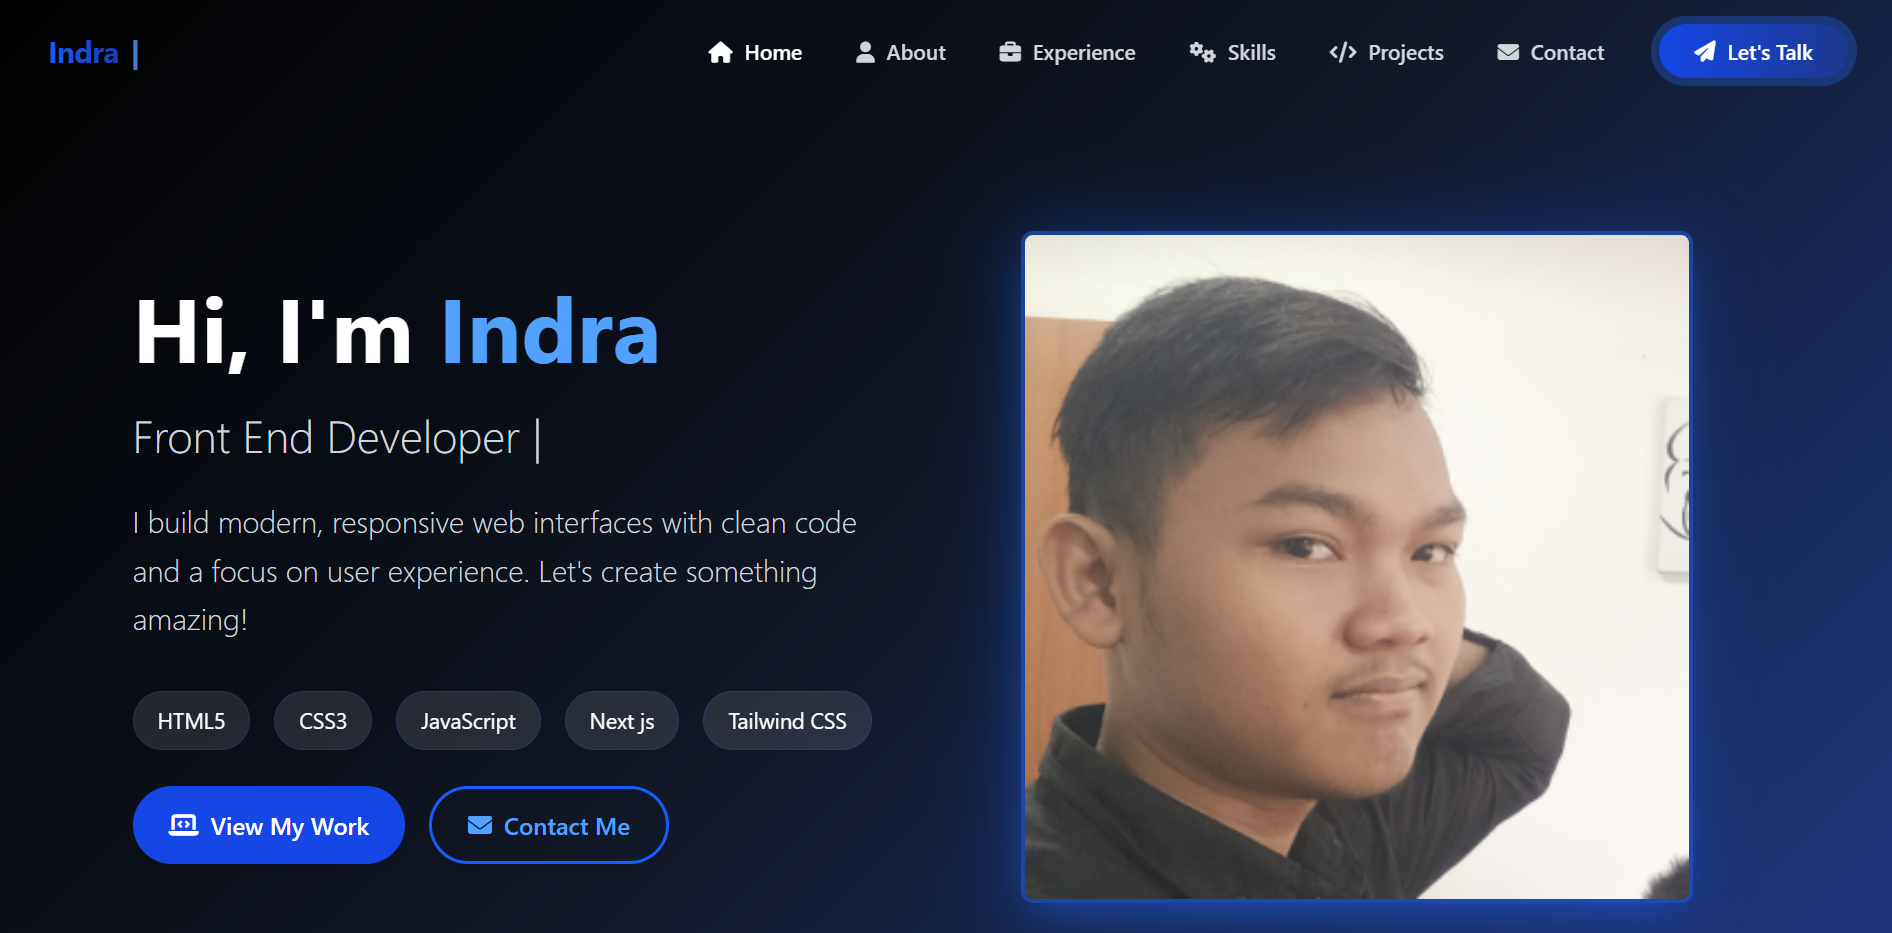 Indra |
Home
About
Experience
Skills
Projects
Contact
Let's Talk
Hi, I'm Indra
Front End Developer |
I build modern, responsive web interfaces with clean code
and a focus on user experience. Let's create something
amazing!
HTML5
CSS3
JavaScript
Next js
Tailwind CSS
View My Work
Contact Me